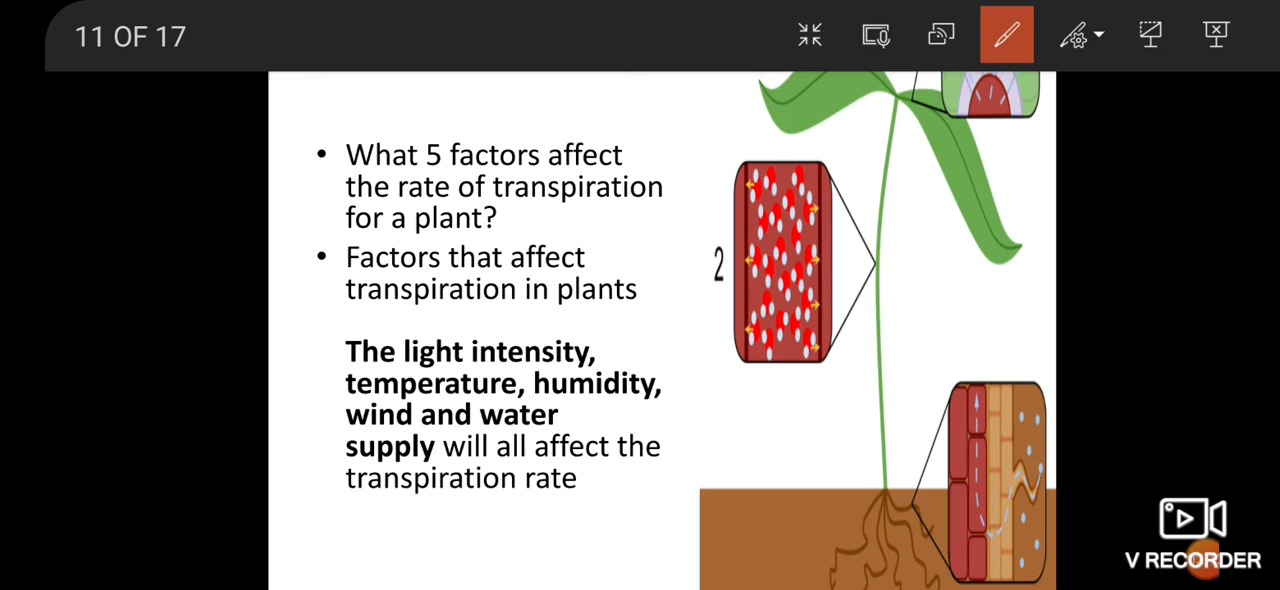 11 OF 17
• What 5 factors affect
the rate of transpiration
for a plant?
• Factors that affect
transpiration in plants
The light intensity,
temperature, humidity,
wind and water
supply will all affect the
transpiration rate
2
V RECORDER